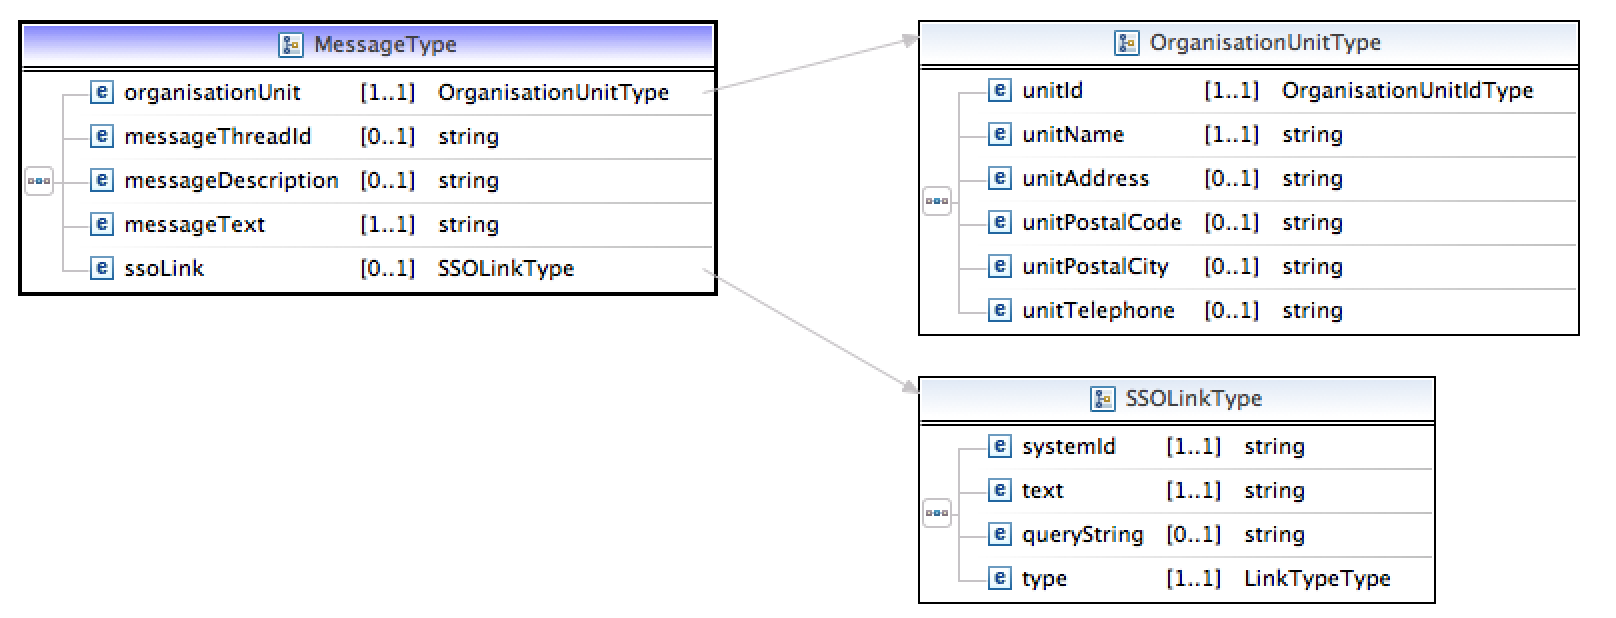 MessageType
e organisationUnit [1..1] OrganisationUnitType
e messageThreadId [0..1] string
e messageDescription [0..1] string
e messageText [1..1] string
e ssoLink [0..1] SSOLinkType
OrganisationUnitType
e unitId [1..1] OrganisationUnitIdType
e unitName [1..1] string
e unitAddress [0..1] string
e unitPostalCode [0..1] string
e unitPostalCity [0..1] string
e unitTelephone [0..1] string
SSOLinkType
e systemId [1..1] string
e text [1..1] string
e queryString [0..1] string
e type [1..1] LinkTypeType